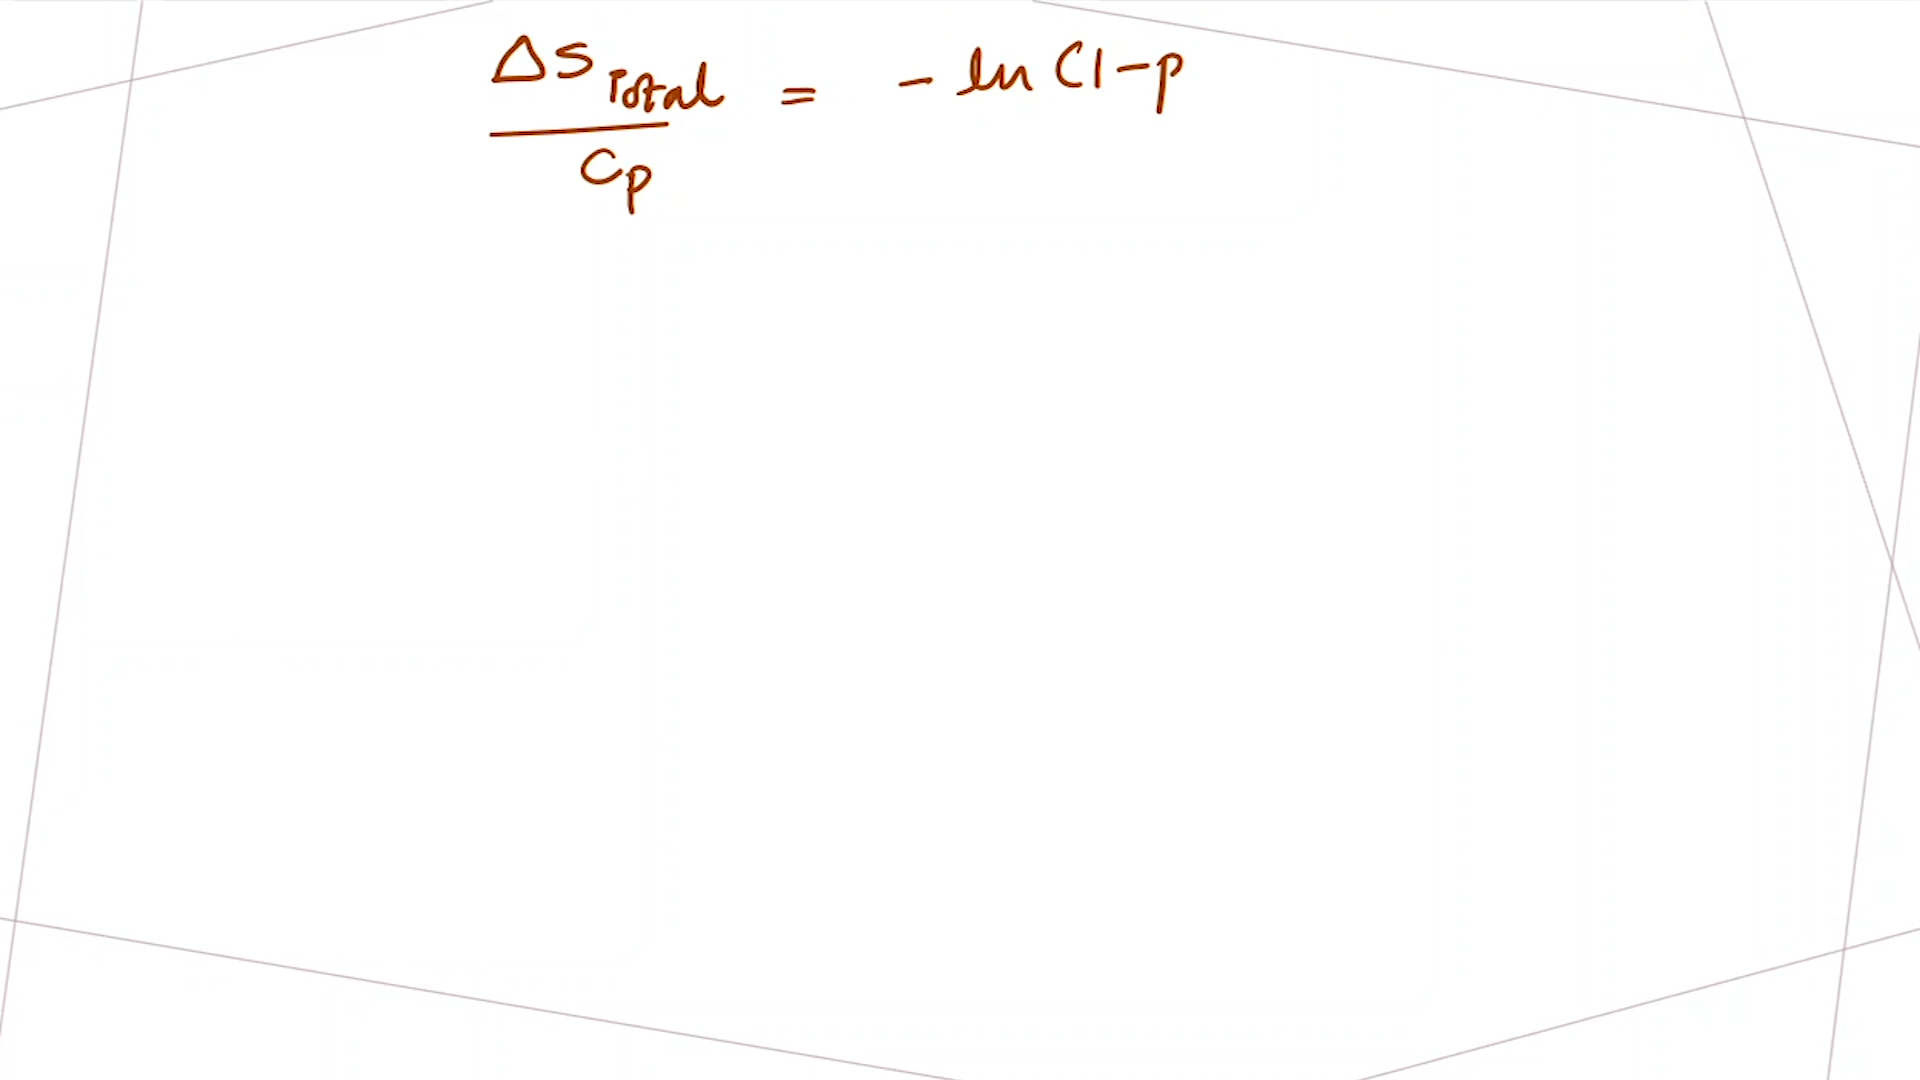 ΔS Total = - ln (1-p
Cp